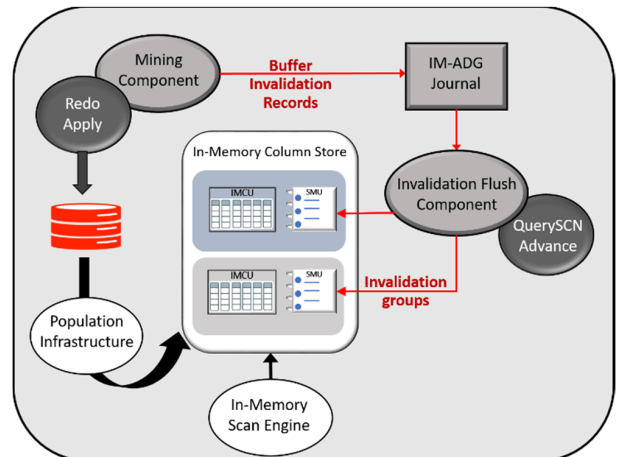 Mining
Component
Redo
Apply
Buffer
Invalidation
Records
IM-ADG
Journal
In-Memory Column Store
IMCU
SMU
Invalidation Flush
Component
QuerySCN
Advance
IMCU
SMU
Invalidation
groups
Population
Infrastructure
In-Memory
Scan Engine